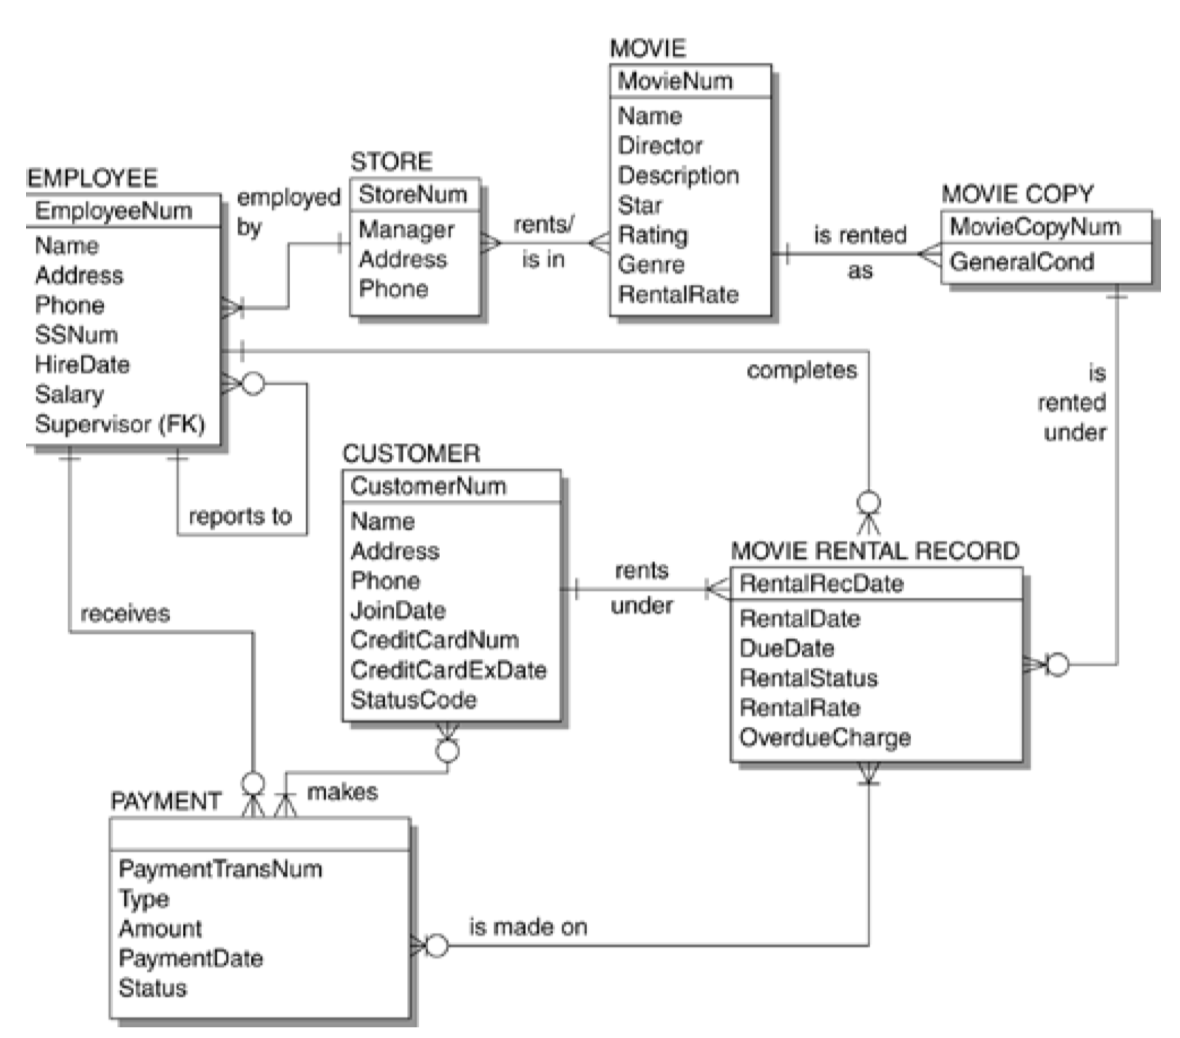 MOVIE
MovieNum
Name
Director
Description
Star
Rating
Genre
RentalRate
STORE
StoreNum
Manager
Address
Phone
EMPLOYEE
EmployeeNum
Name
Address
Phone
SSNum
HireDate
Salary
Supervisor (FK)
employed
by
rents/
is in
is rented
as
MOVIE COPY
MovieCopyNum
GeneralCond
completes
is
rented
under
reports to
CUSTOMER
CustomerNum
Name
Address
Phone
JoinDate
CreditCardNum
CreditCardExDate
StatusCode
rents
under
MOVIE RENTAL RECORD
RentalRecDate
RentalDate
DueDate
RentalStatus
RentalRate
OverdueCharge
receives
makes
PAYMENT
PaymentTransNum
Type
Amount
PaymentDate
Status
is made on